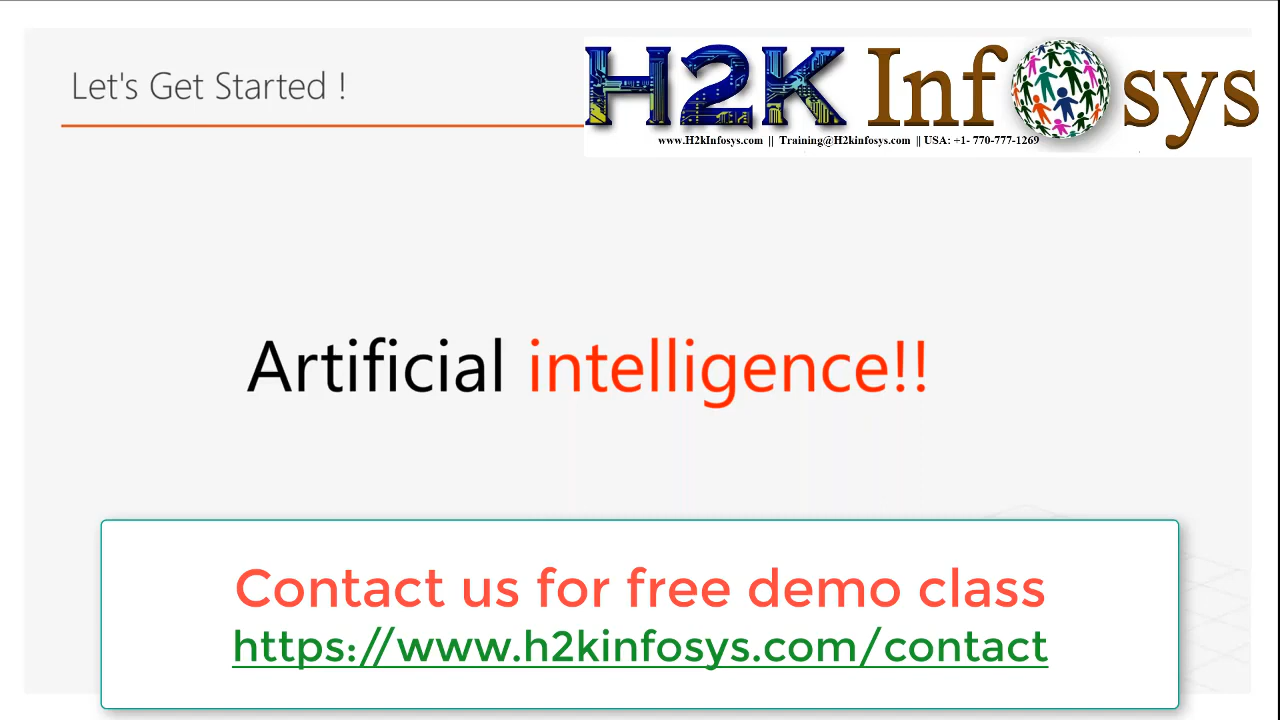 Let's Get Started !
H2K Infosys
www.H2kInfosys.com || Training@H2kinfosys.com || USA: +1- 770-777-1269
Artificial intelligence!!
Contact us for free demo class
https://www.h2kinfosys.com/contact